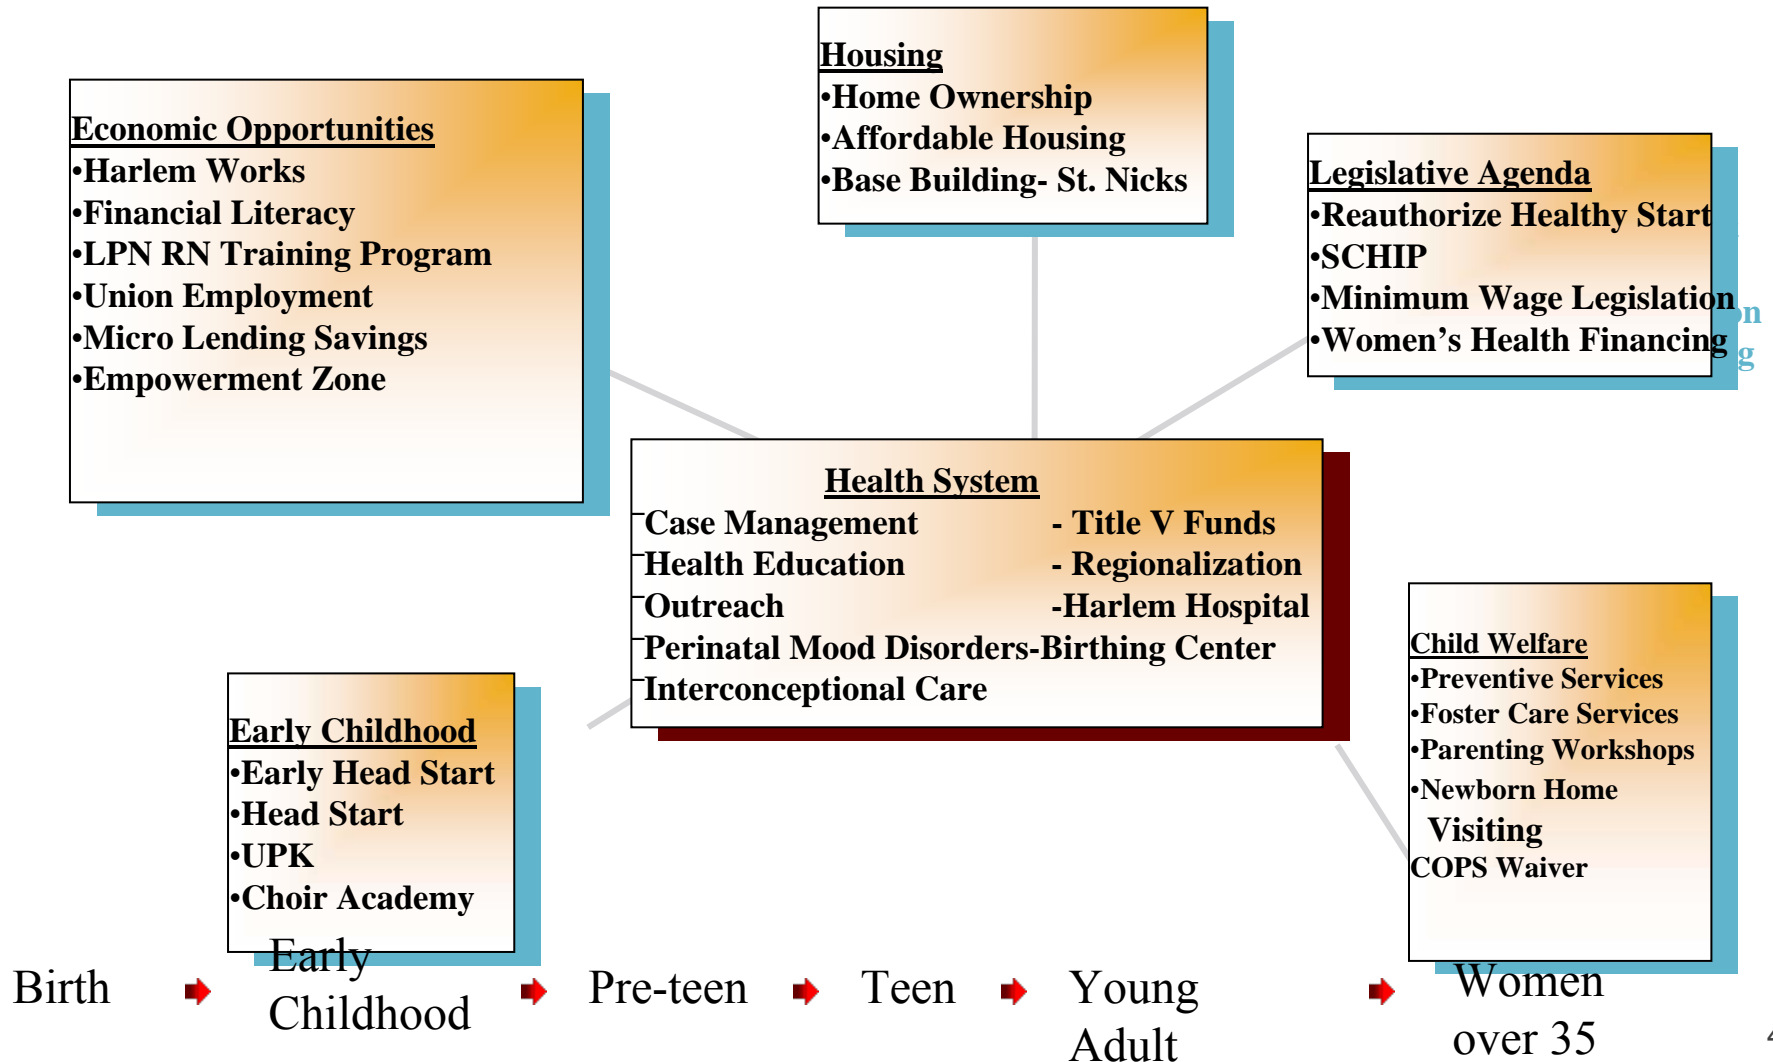 Housing
•Home Ownership
•Affordable Housing
•Base Building- St. Nicks
Economic Opportunities
•Harlem Works
•Financial Literacy
•LPN RN Training Program
•Union Employment
•Micro Lending Savings
•Empowerment Zone
Legislative Agenda
•Reauthorize Healthy Start
•SCHIP
•Minimum Wage Legislation
•Women’s Health Financing
Health System
-Case Management - Title V Funds
-Health Education - Regionalization
-Outreach -Harlem Hospital
-Perinatal Mood Disorders-Birthing Center
-Interconceptional Care
Child Welfare
•Preventive Services
•Foster Care Services
•Parenting Workshops
•Newborn Home
Visiting
COPS Waiver
Early Childhood
•Early Head Start
•Head Start
•UPK
•Choir Academy
Birth
Early
Childhood
Pre-teen
Teen
Young
Adult
Women
over 35